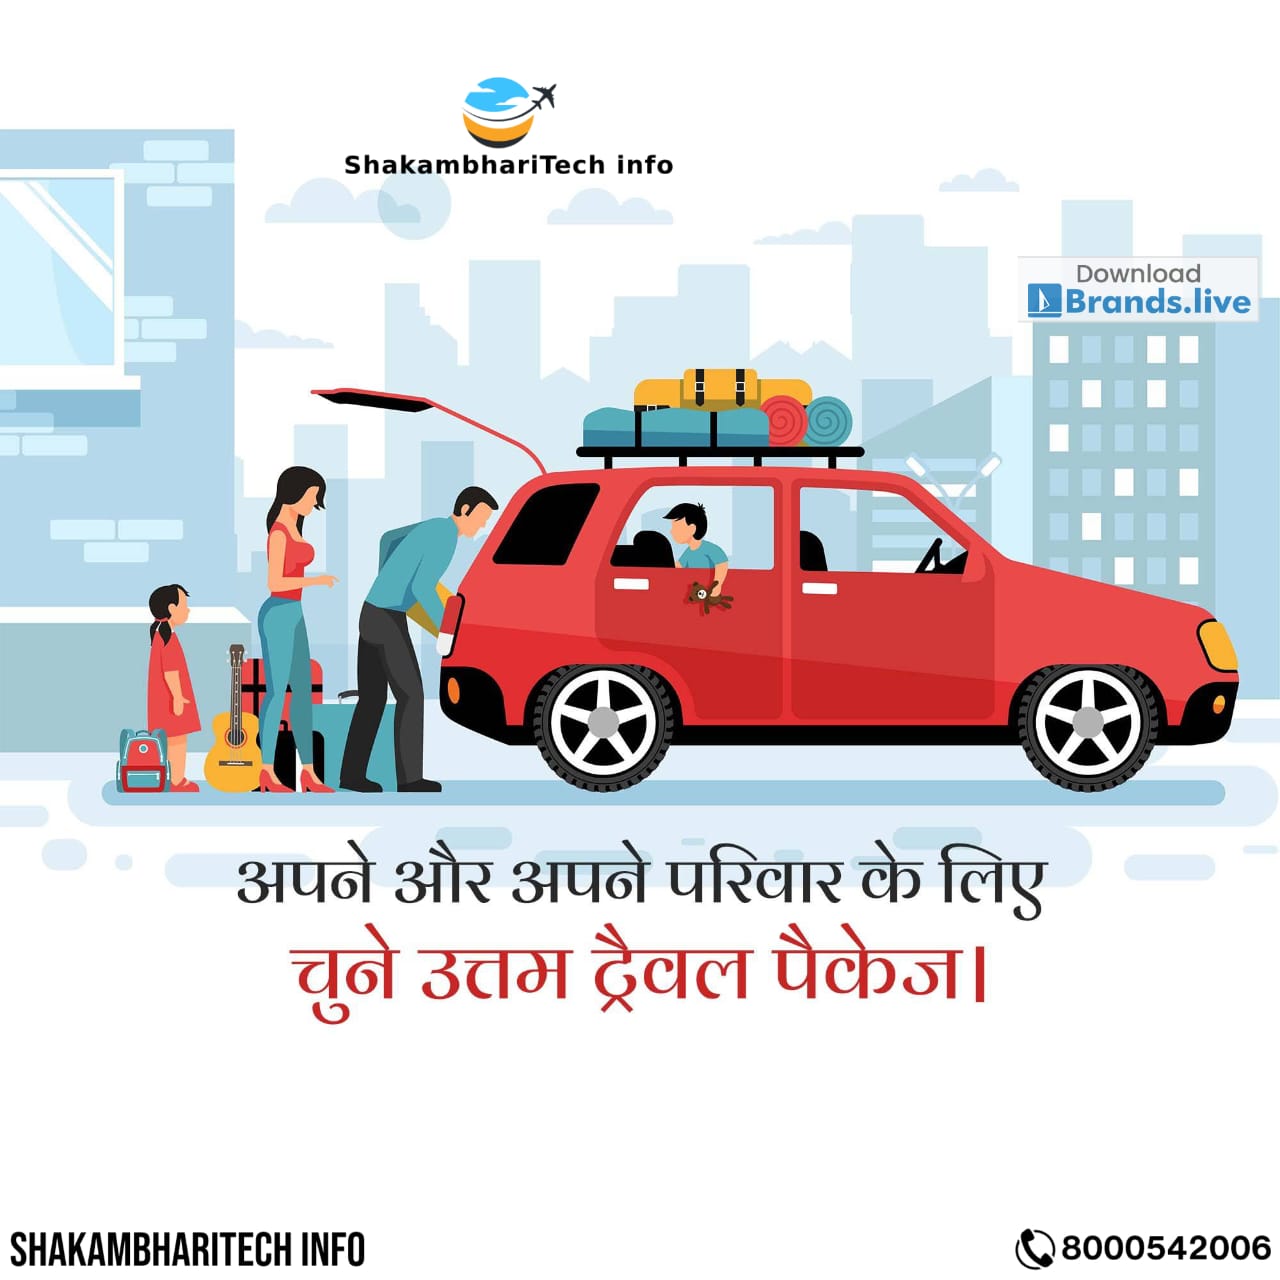 ShakambhariTech info
Download
Brands.live
अपने और अपने परिवार के लिए
चुने उत्तम ट्रैवल पैकेज।
SHAKAMBHARITECH INFO
8000542006